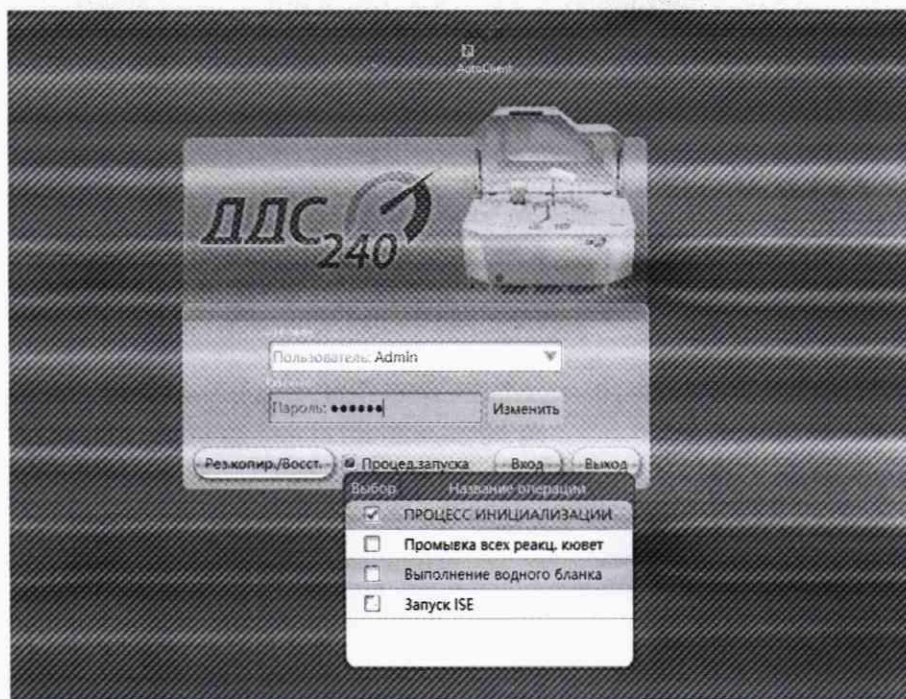 AutoClient
ДДС 240
Пользователь: Admin
Пароль: ••••••
Изменить
Рез.копир./Восст.
Процед.запуска
Вход
Выход
Выбор Название операции
ПРОЦЕСС ИНИЦИАЛИЗАЦИИ
Промывка всех реакц. кювет
Выполнение водного бланка
Запуск ISE